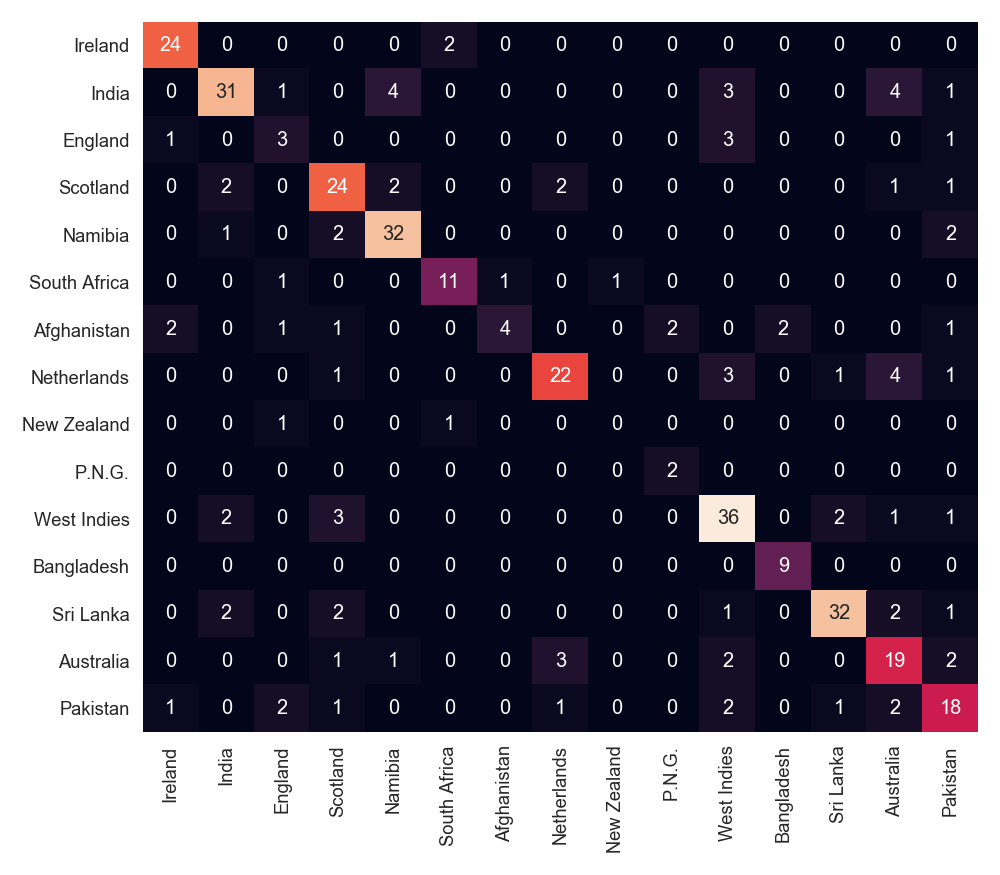 Ireland 24 0 0 0 0 2 0 0 0 0 0 0 0 0 0
India 0 31 1 0 4 0 0 0 0 0 3 0 0 4 1
England 1 0 3 0 0 0 0 0 0 0 3 0 0 0 1
Scotland 0 2 0 24 2 0 0 2 0 0 0 0 0 1 1
Namibia 0 1 0 2 32 0 0 0 0 0 0 0 0 0 2
South Africa 0 0 1 0 0 11 1 0 1 0 0 0 0 0 0
Afghanistan 2 0 1 1 0 0 4 0 0 2 0 2 0 0 1
Netherlands 0 0 0 1 0 0 0 22 0 0 3 0 1 4 1
New Zealand 0 0 1 0 0 1 0 0 0 0 0 0 0 0 0
P.N.G. 0 0 0 0 0 0 0 0 0 2 0 0 0 0 0
West Indies 0 2 0 3 0 0 0 0 0 0 36 0 2 1 1
Bangladesh 0 0 0 0 0 0 0 0 0 0 0 9 0 0 0
Sri Lanka 0 2 0 2 0 0 0 0 0 0 1 0 32 2 1
Australia 0 0 0 1 1 0 0 3 0 0 2 0 0 19 2
Pakistan 1 0 2 1 0 0 0 1 0 0 2 0 1 2 18
Ireland
India
England
Scotland
Namibia
South Africa
Afghanistan
Netherlands
New Zealand
P.N.G.
West Indies
Bangladesh
Sri Lanka
Australia
Pakistan